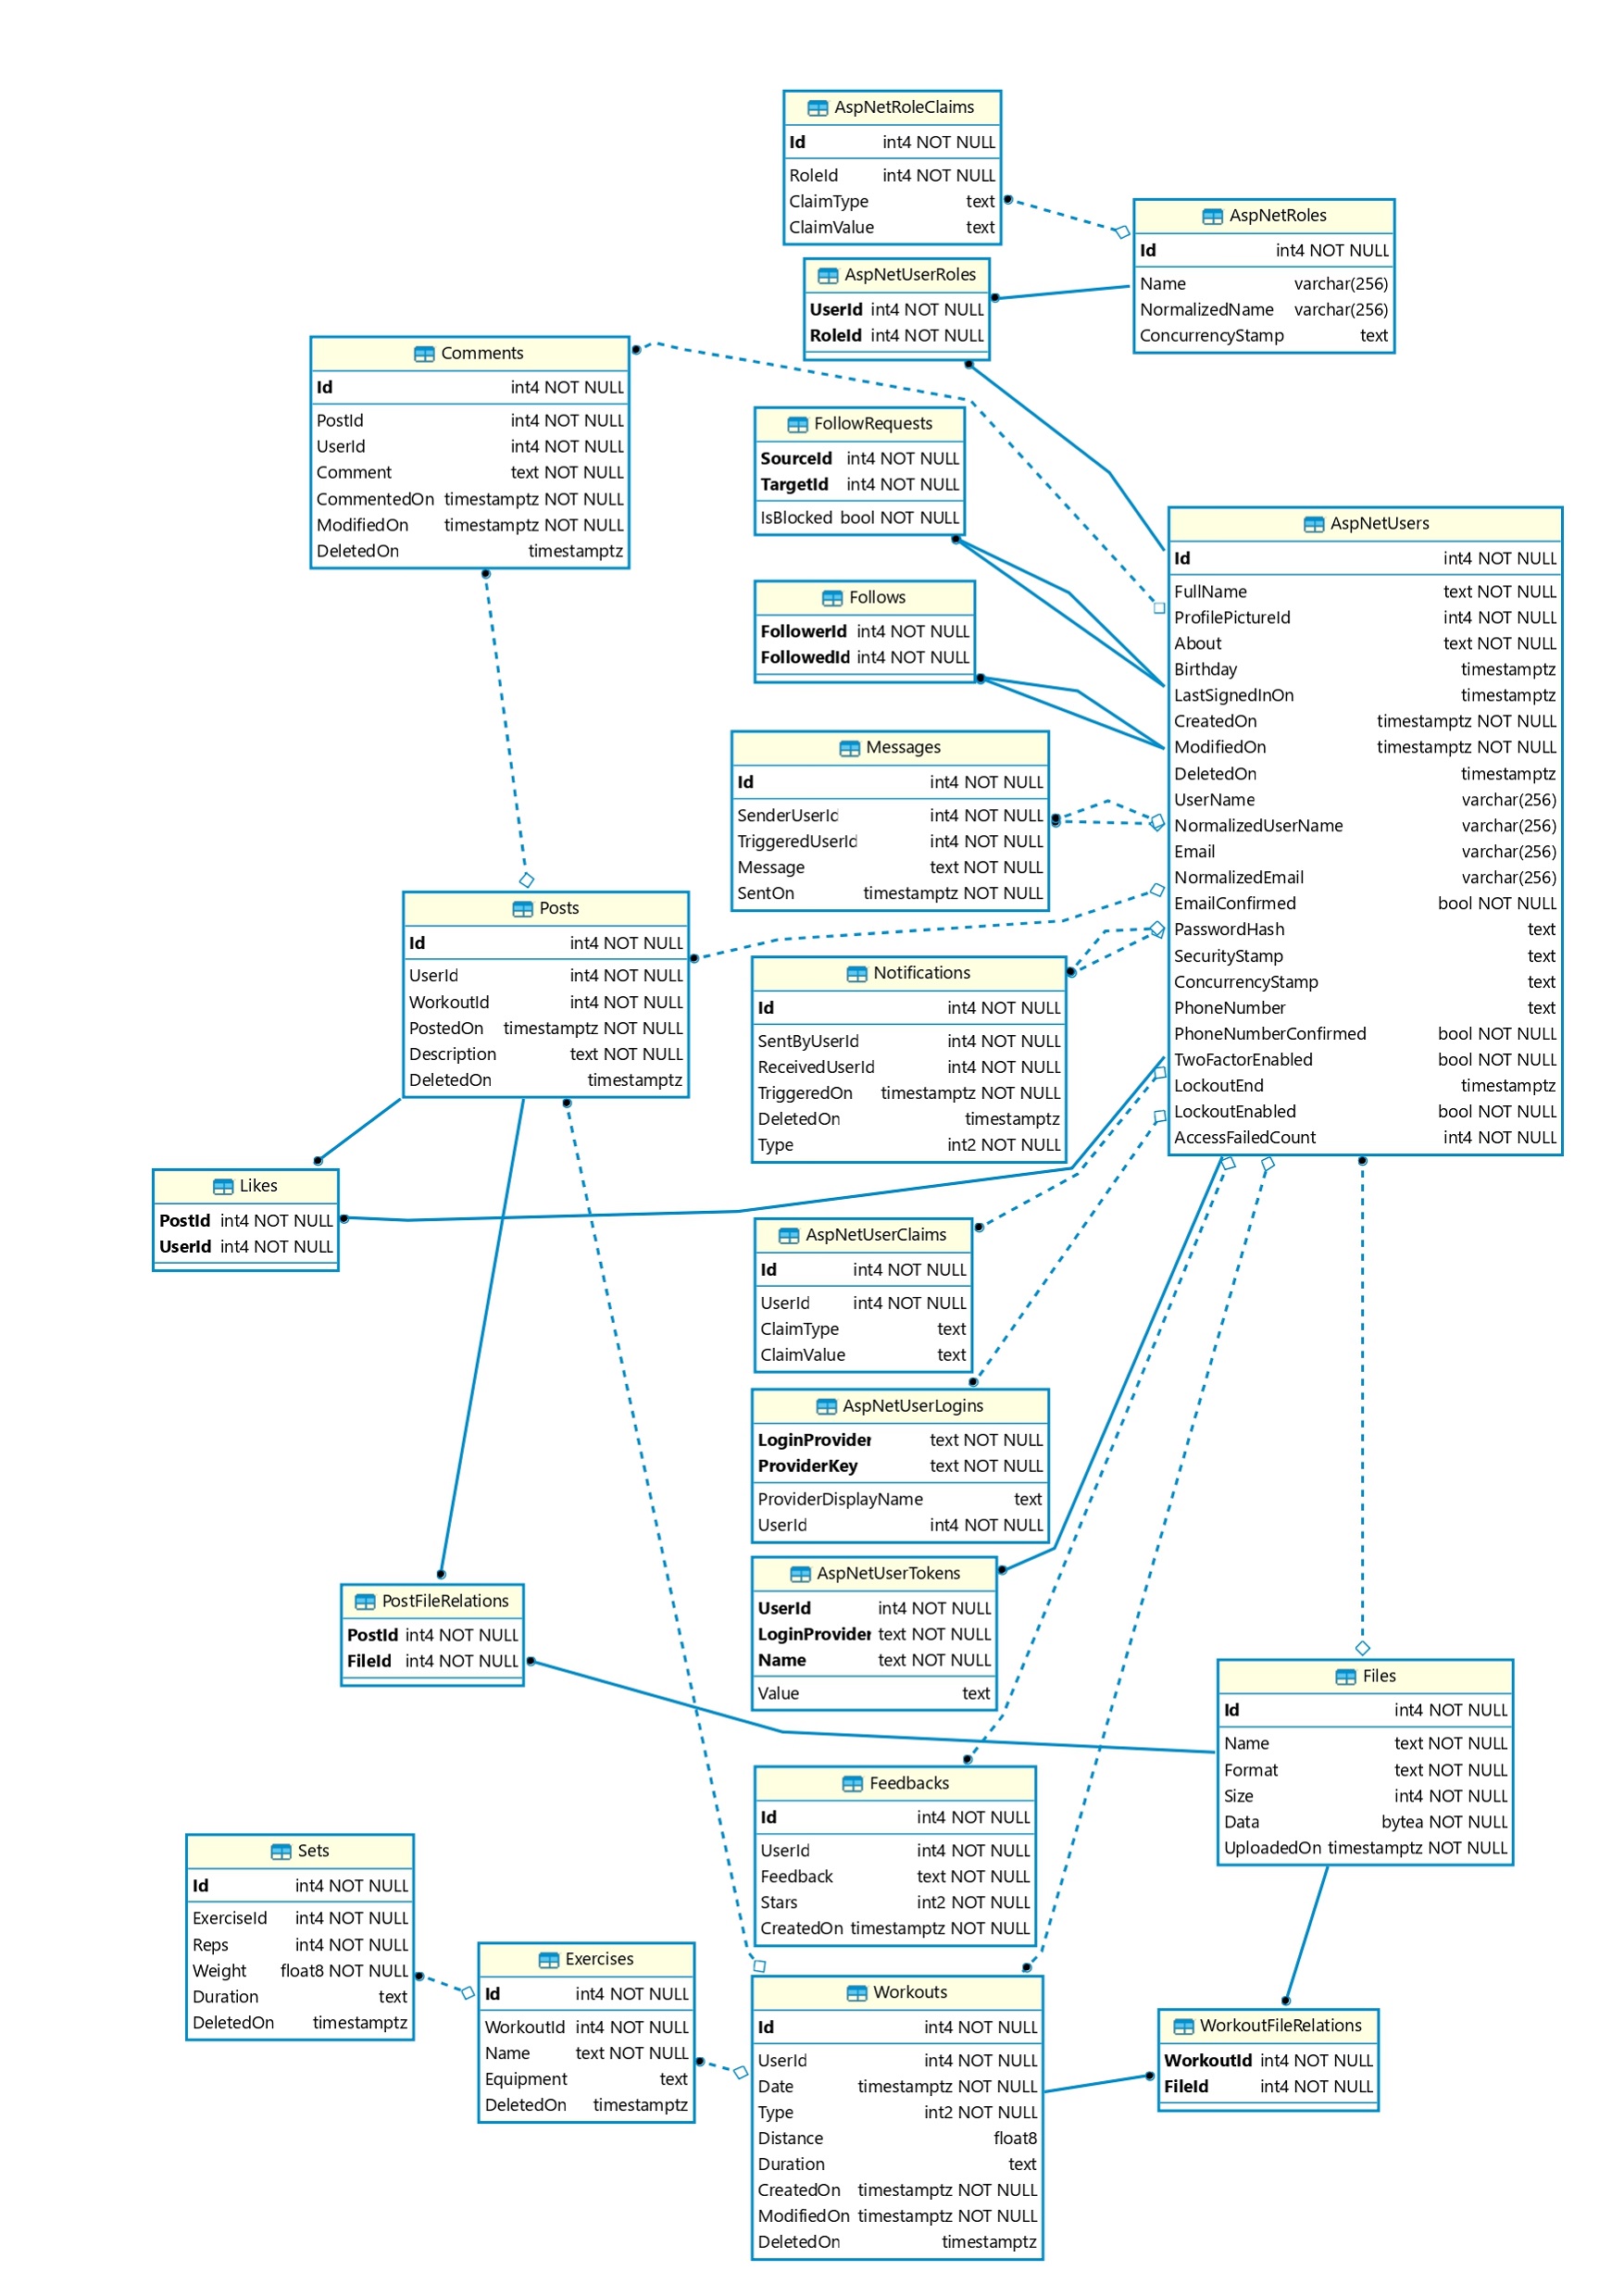 AspNetRoleClaims
Id int4 NOT NULL
RoleId int4 NOT NULL
ClaimType text
ClaimValue text
AspNetRoles
Id int4 NOT NULL
Name varchar(256)
NormalizedName varchar(256)
ConcurrencyStamp text
AspNetUserRoles
UserId int4 NOT NULL
RoleId int4 NOT NULL
Comments
Id int4 NOT NULL
PostId int4 NOT NULL
UserId int4 NOT NULL
Comment text NOT NULL
CommentedOn timestamptz NOT NULL
ModifiedOn timestamptz NOT NULL
DeletedOn timestamptz
FollowRequests
SourceId int4 NOT NULL
TargetId int4 NOT NULL
IsBlocked bool NOT NULL
AspNetUsers
Id int4 NOT NULL
FullName text NOT NULL
ProfilePictureId int4 NOT NULL
About text NOT NULL
Birthday timestamptz
LastSignedInOn timestamptz
CreatedOn timestamptz NOT NULL
ModifiedOn timestamptz NOT NULL
DeletedOn timestamptz
UserName varchar(256)
NormalizedUserName varchar(256)
Email varchar(256)
NormalizedEmail varchar(256)
EmailConfirmed bool NOT NULL
PasswordHash text
SecurityStamp text
ConcurrencyStamp text
PhoneNumber text
PhoneNumberConfirmed bool NOT NULL
TwoFactorEnabled bool NOT NULL
LockoutEnd timestamptz
LockoutEnabled bool NOT NULL
AccessFailedCount int4 NOT NULL
Follows
FollowerId int4 NOT NULL
FollowedId int4 NOT NULL
Messages
Id int4 NOT NULL
SenderUserId int4 NOT NULL
TriggeredUserId int4 NOT NULL
Message text NOT NULL
SentOn timestamptz NOT NULL
Posts
Id int4 NOT NULL
UserId int4 NOT NULL
WorkoutId int4 NOT NULL
PostedOn timestamptz NOT NULL
Description text NOT NULL
DeletedOn timestamptz
Notifications
Id int4 NOT NULL
SentByUserId int4 NOT NULL
ReceivedUserId int4 NOT NULL
TriggeredOn timestamptz NOT NULL
DeletedOn timestamptz
Type int2 NOT NULL
Likes
PostId int4 NOT NULL
UserId int4 NOT NULL
AspNetUserClaims
Id int4 NOT NULL
UserId int4 NOT NULL
ClaimType text
ClaimValue text
AspNetUserLogins
LoginProvider text NOT NULL
ProviderKey text NOT NULL
ProviderDisplayName text
UserId int4 NOT NULL
AspNetUserTokens
UserId int4 NOT NULL
LoginProvider text NOT NULL
Name text NOT NULL
Value text
PostFileRelations
PostId int4 NOT NULL
FileId int4 NOT NULL
Files
Id int4 NOT NULL
Name text NOT NULL
Format text NOT NULL
Size int4 NOT NULL
Data bytea NOT NULL
UploadedOn timestamptz NOT NULL
Feedbacks
Id int4 NOT NULL
UserId int4 NOT NULL
Feedback text NOT NULL
Stars int2 NOT NULL
CreatedOn timestamptz NOT NULL
Sets
Id int4 NOT NULL
ExerciseId int4 NOT NULL
Reps int4 NOT NULL
Weight float8 NOT NULL
Duration text
DeletedOn timestamptz
Exercises
Id int4 NOT NULL
WorkoutId int4 NOT NULL
Name text NOT NULL
Equipment text
DeletedOn timestamptz
Workouts
Id int4 NOT NULL
UserId int4 NOT NULL
Date timestamptz NOT NULL
Type int2 NOT NULL
Distance float8
Duration text
CreatedOn timestamptz NOT NULL
ModifiedOn timestamptz NOT NULL
DeletedOn timestamptz
WorkoutFileRelations
WorkoutId int4 NOT NULL
FileId int4 NOT NULL